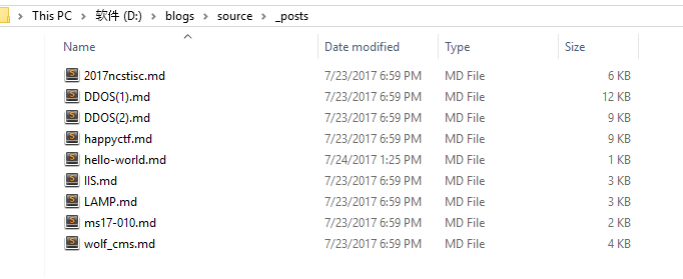 This PC > 软件 (D:) > blogs > source > _posts
Name Date modified Type Size
2017ncstisc.md 7/23/2017 6:59 PM MD File 6 KB
DDOS(1).md 7/23/2017 6:59 PM MD File 12 KB
DDOS(2).md 7/23/2017 6:59 PM MD File 9 KB
happyctf.md 7/23/2017 6:59 PM MD File 9 KB
hello-world.md 7/24/2017 1:25 PM MD File 1 KB
IIS.md 7/23/2017 6:59 PM MD File 3 KB
LAMP.md 7/23/2017 6:59 PM MD File 3 KB
ms17-010.md 7/23/2017 6:59 PM MD File 2 KB
wolf_cms.md 7/23/2017 6:59 PM MD File 4 KB